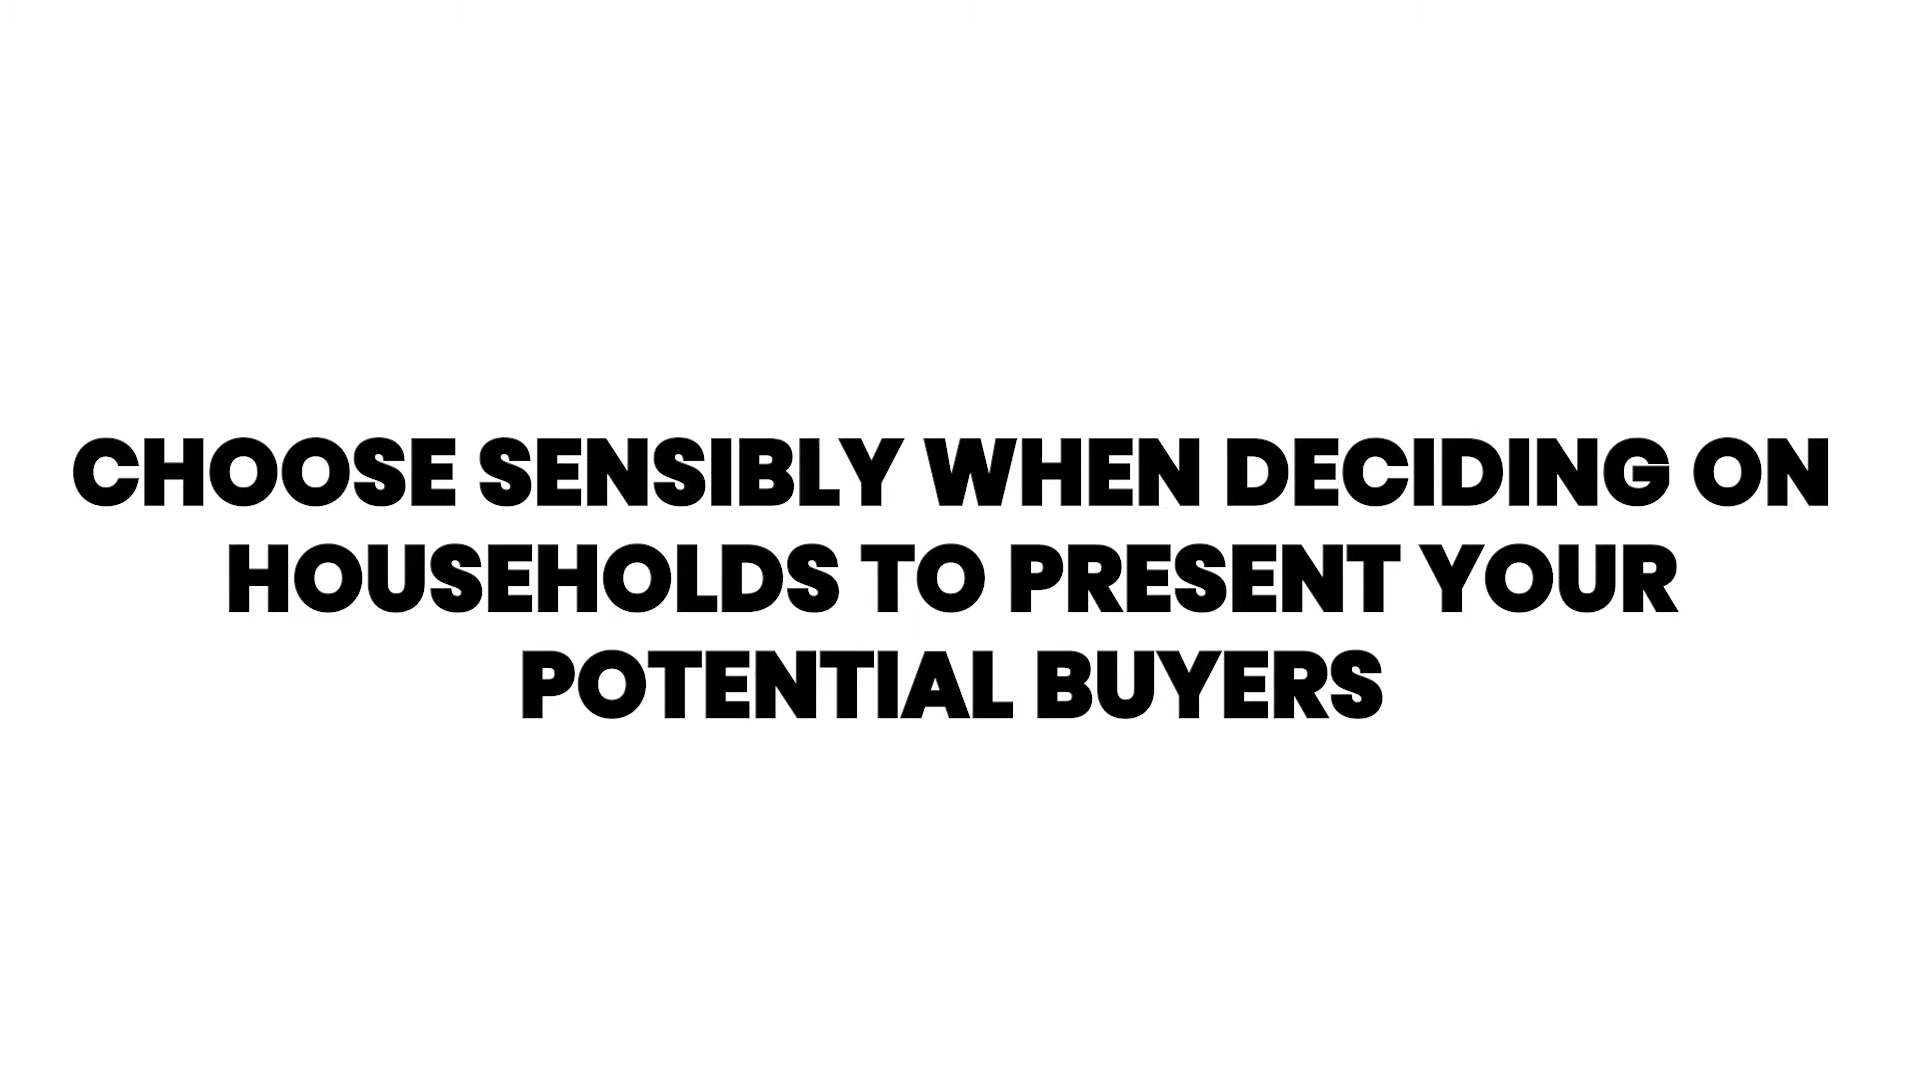 CHOOSE SENSIBLY WHEN DECIDING ON
HOUSEHOLDS TO PRESENT YOUR
POTENTIAL BUYERS